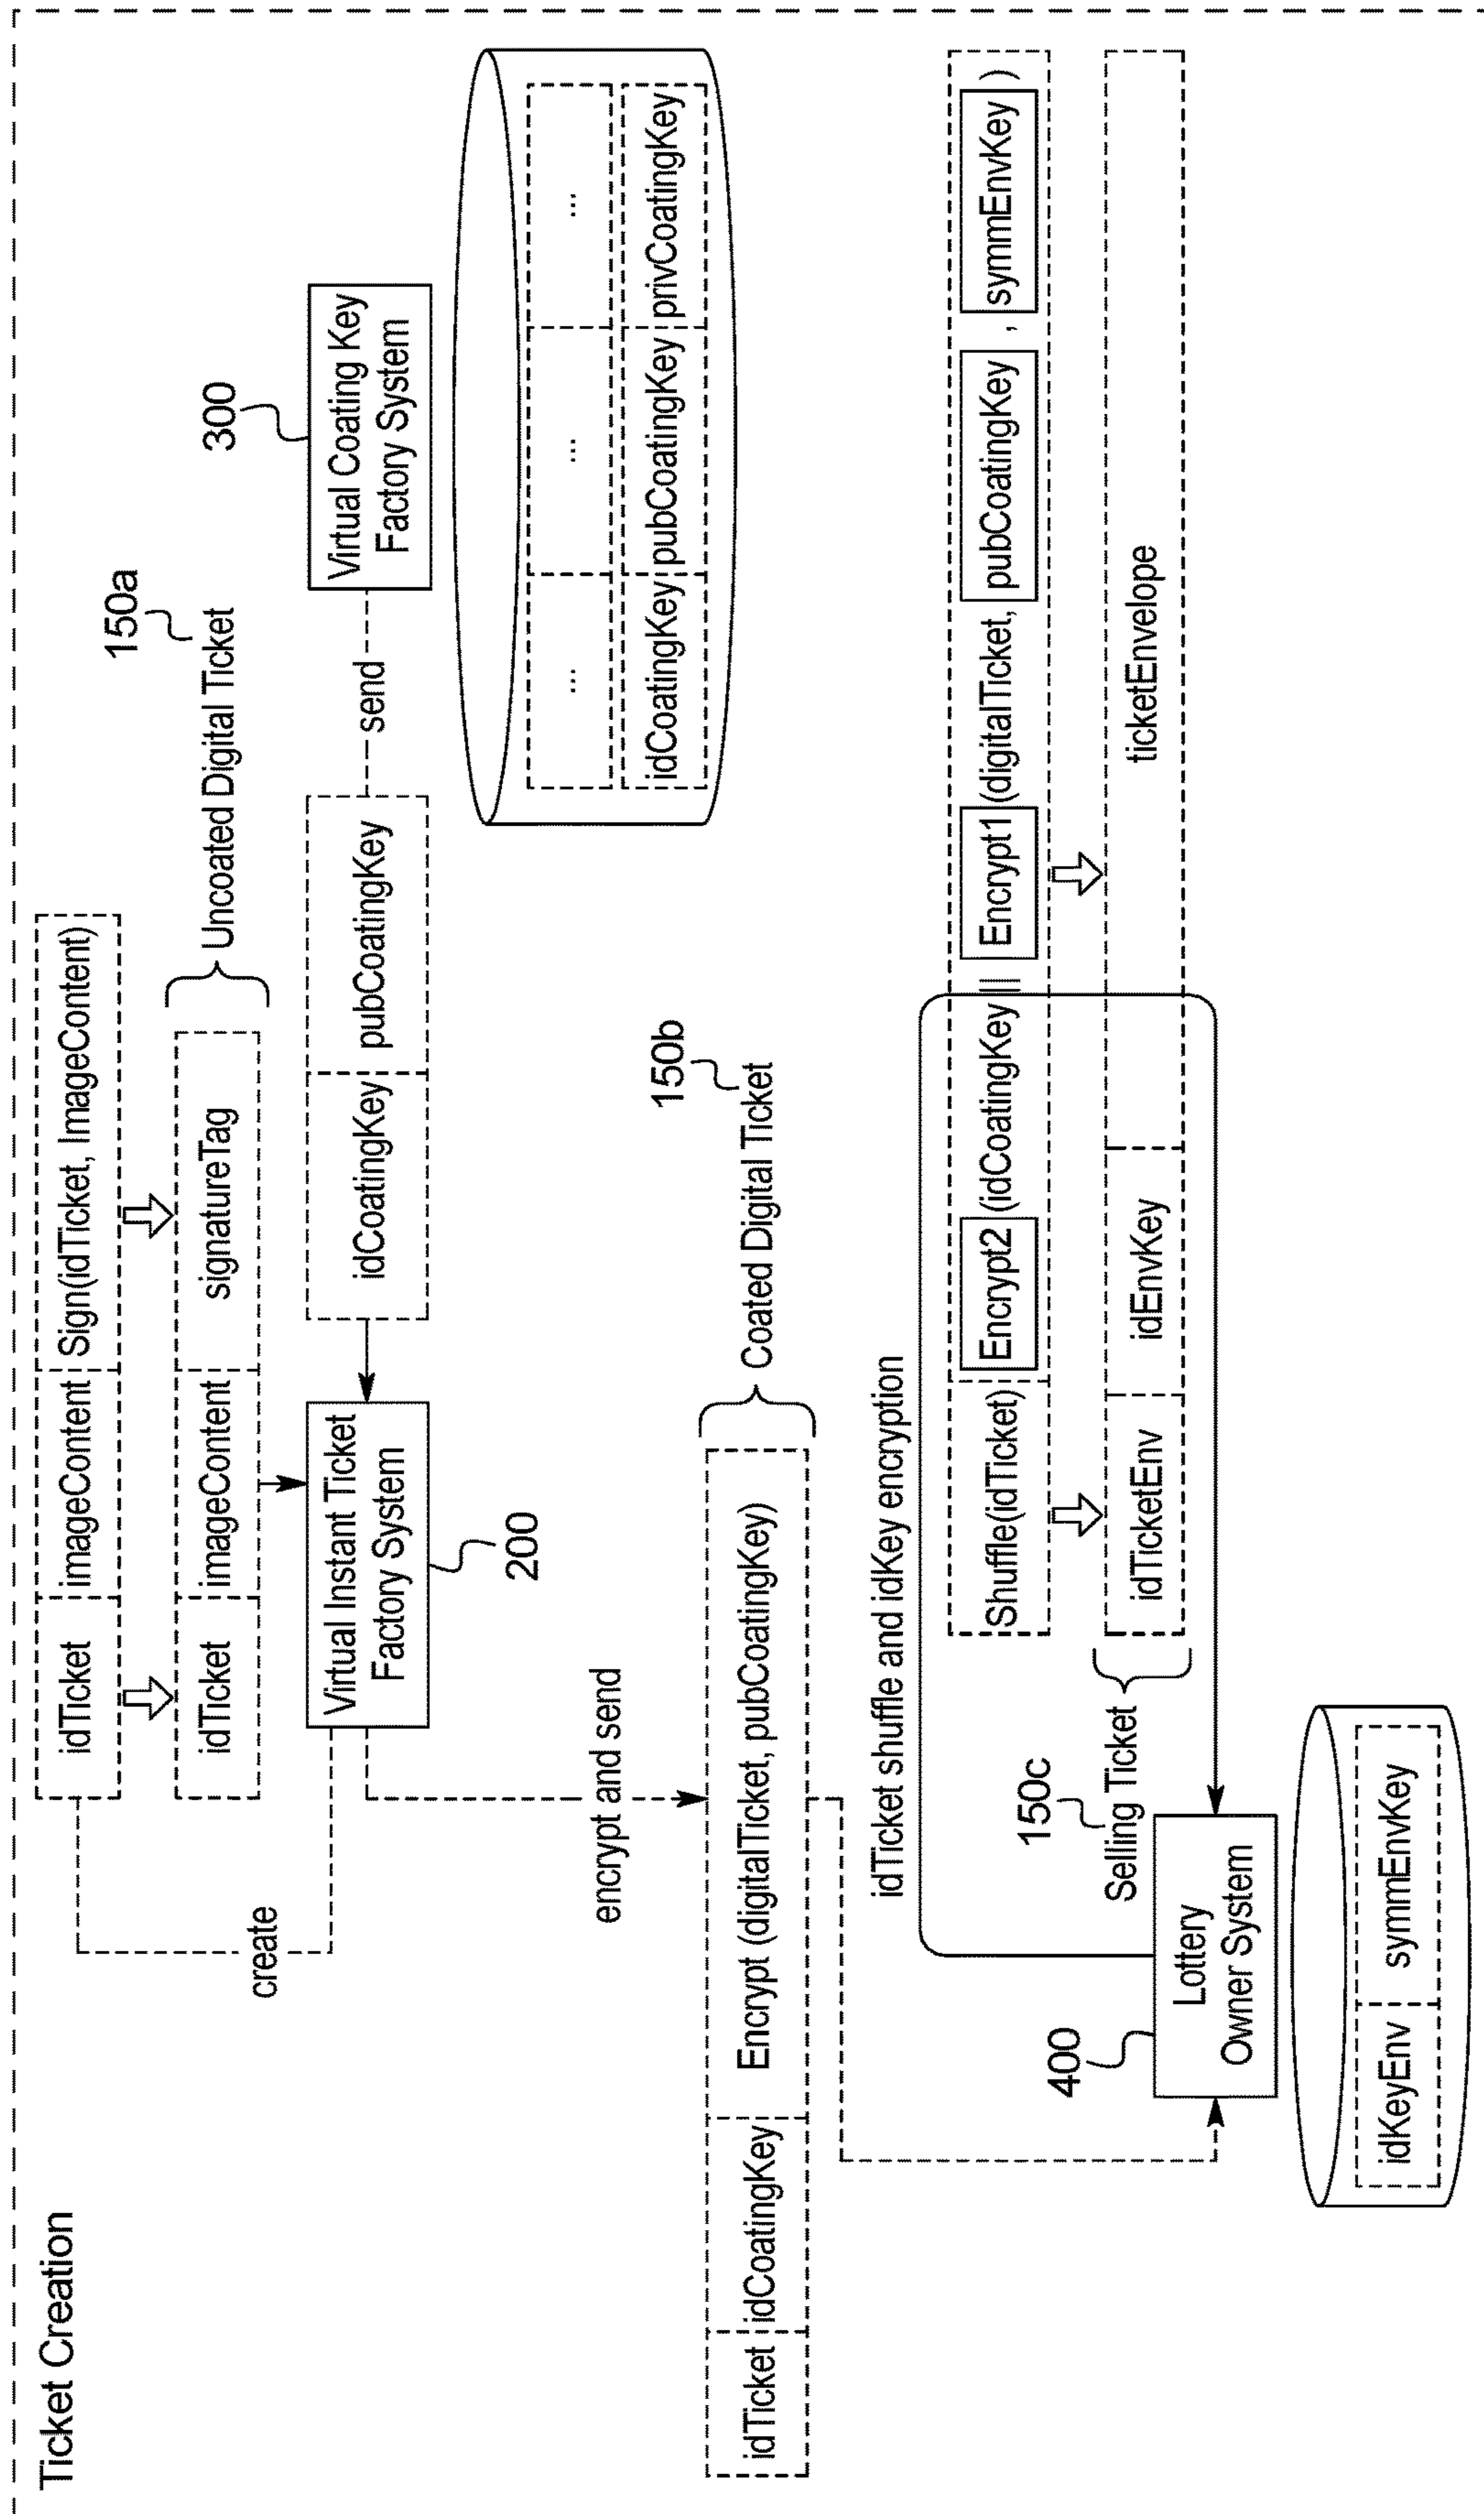 Ticket Creation
idTicket
imageContent
Sign(idTicket, ImageContent)
idTicket
imageContent
signatureTag
Uncoated Digital Ticket
150a
create
Virtual Instant Ticket
Factory System
200
idCoatingKey
pubCoatingKey
send
Virtual Coating Key
Factory System
300
...
...
...
idCoatingKey
pubCoatingKey
privCoatingKey
encrypt and send
idTicket
idCoatingKey
Encrypt (digitalTicket, pubCoatingKey)
Coated Digital Ticket
150b
idTicket shuffle and idKey encryption
Shuffle(idTicket)
Encrypt2 (idCoatingKey || Encrypt1 (digitalTicket, pubCoatingKey , symmEnvKey )
Selling Ticket
150c
idTicketEnv
idEnvKey
ticketEnvelope
400
Lottery
Owner System
idKeyEnv
symmEnvKey